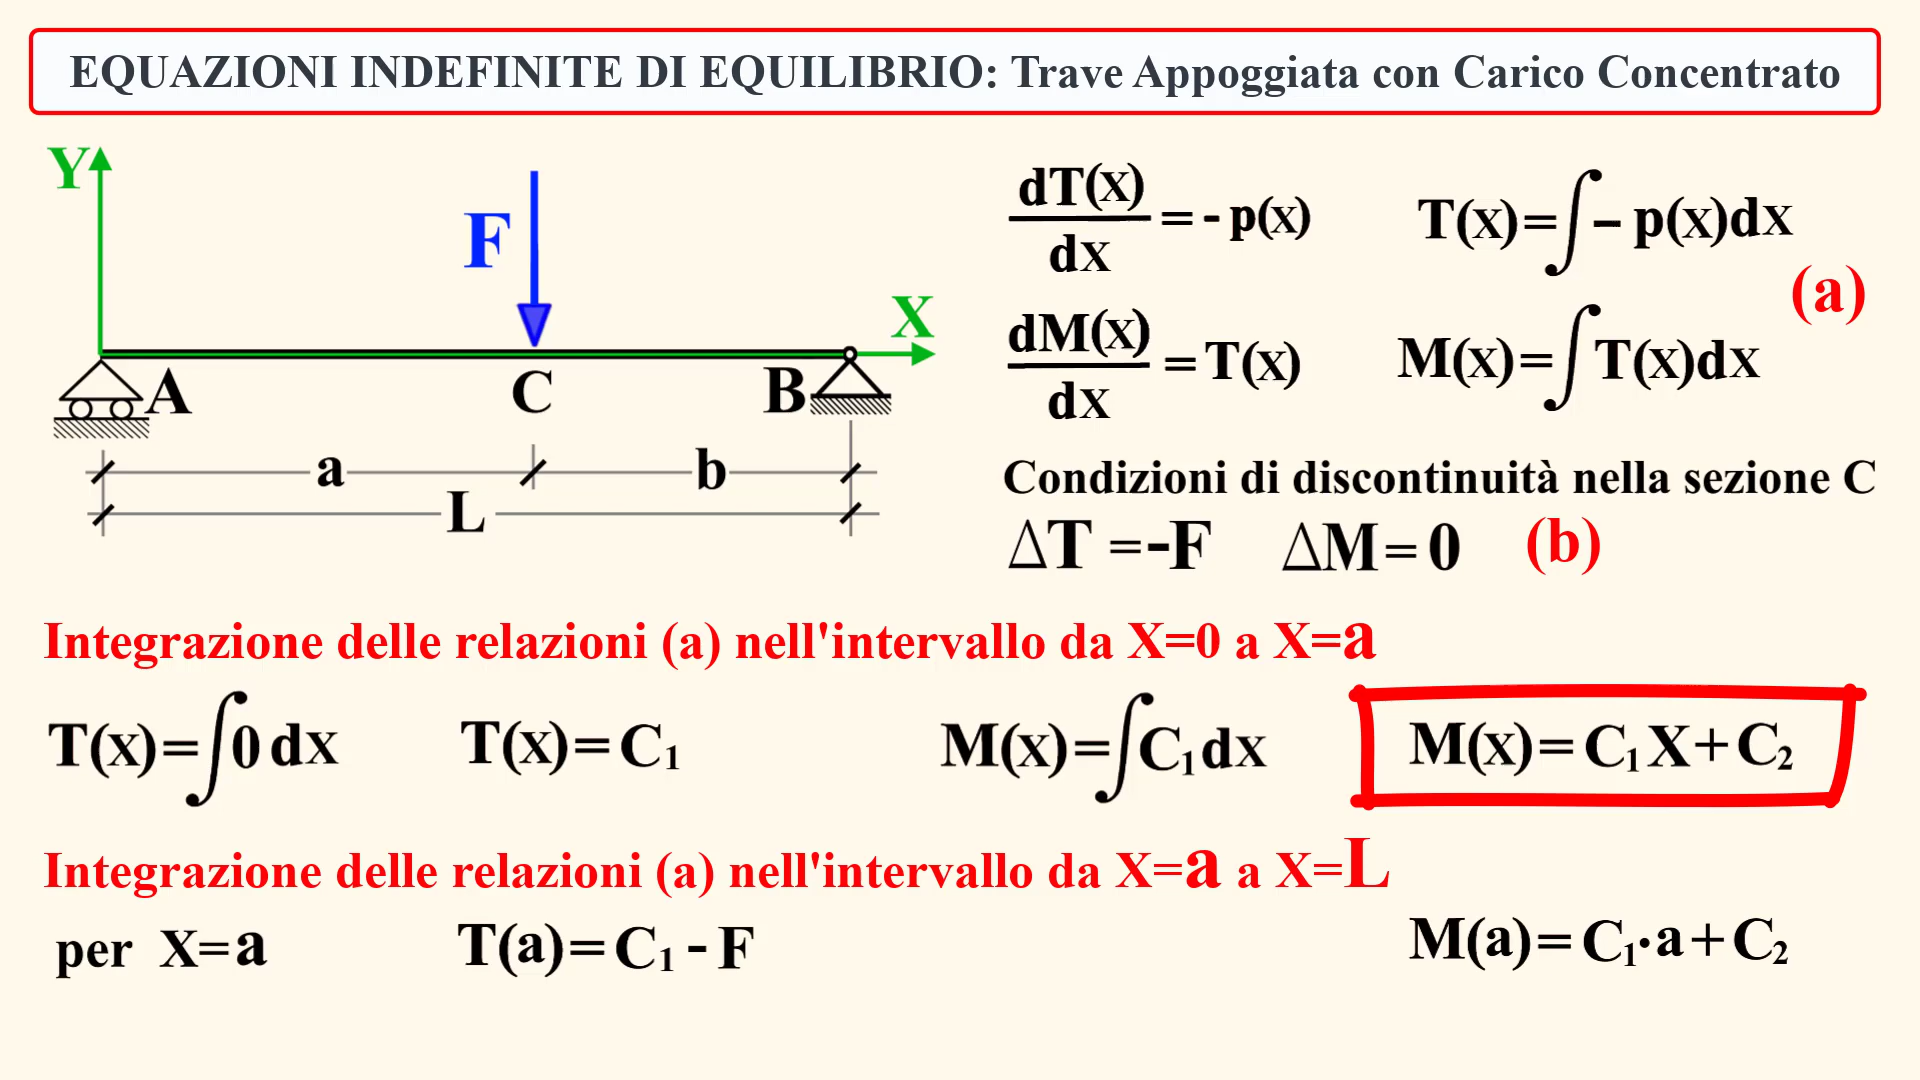 EQUAZIONI INDEFINITE DI EQUILIBRIO: Trave Appoggiata con Carico Concentrato
Y
F
X
A
C
B
a
b
L
dT(x)/dx = - p(x)
T(x)=∫– p(x)dx
(a)
dM(x)/dx = T(x)
M(x)=∫T(x)dx
Condizioni di discontinuità nella sezione C
ΔT =-F ΔM= 0 (b)
Integrazione delle relazioni (a) nell'intervallo da X=0 a X=a
T(x)=∫0 dx T(x)=C₁ M(x)=∫C₁dx M(x)=C₁X+C₂
Integrazione delle relazioni (a) nell'intervallo da X=a a X=L
per X=a T(a)=C₁ - F M(a)=C₁·a+C₂